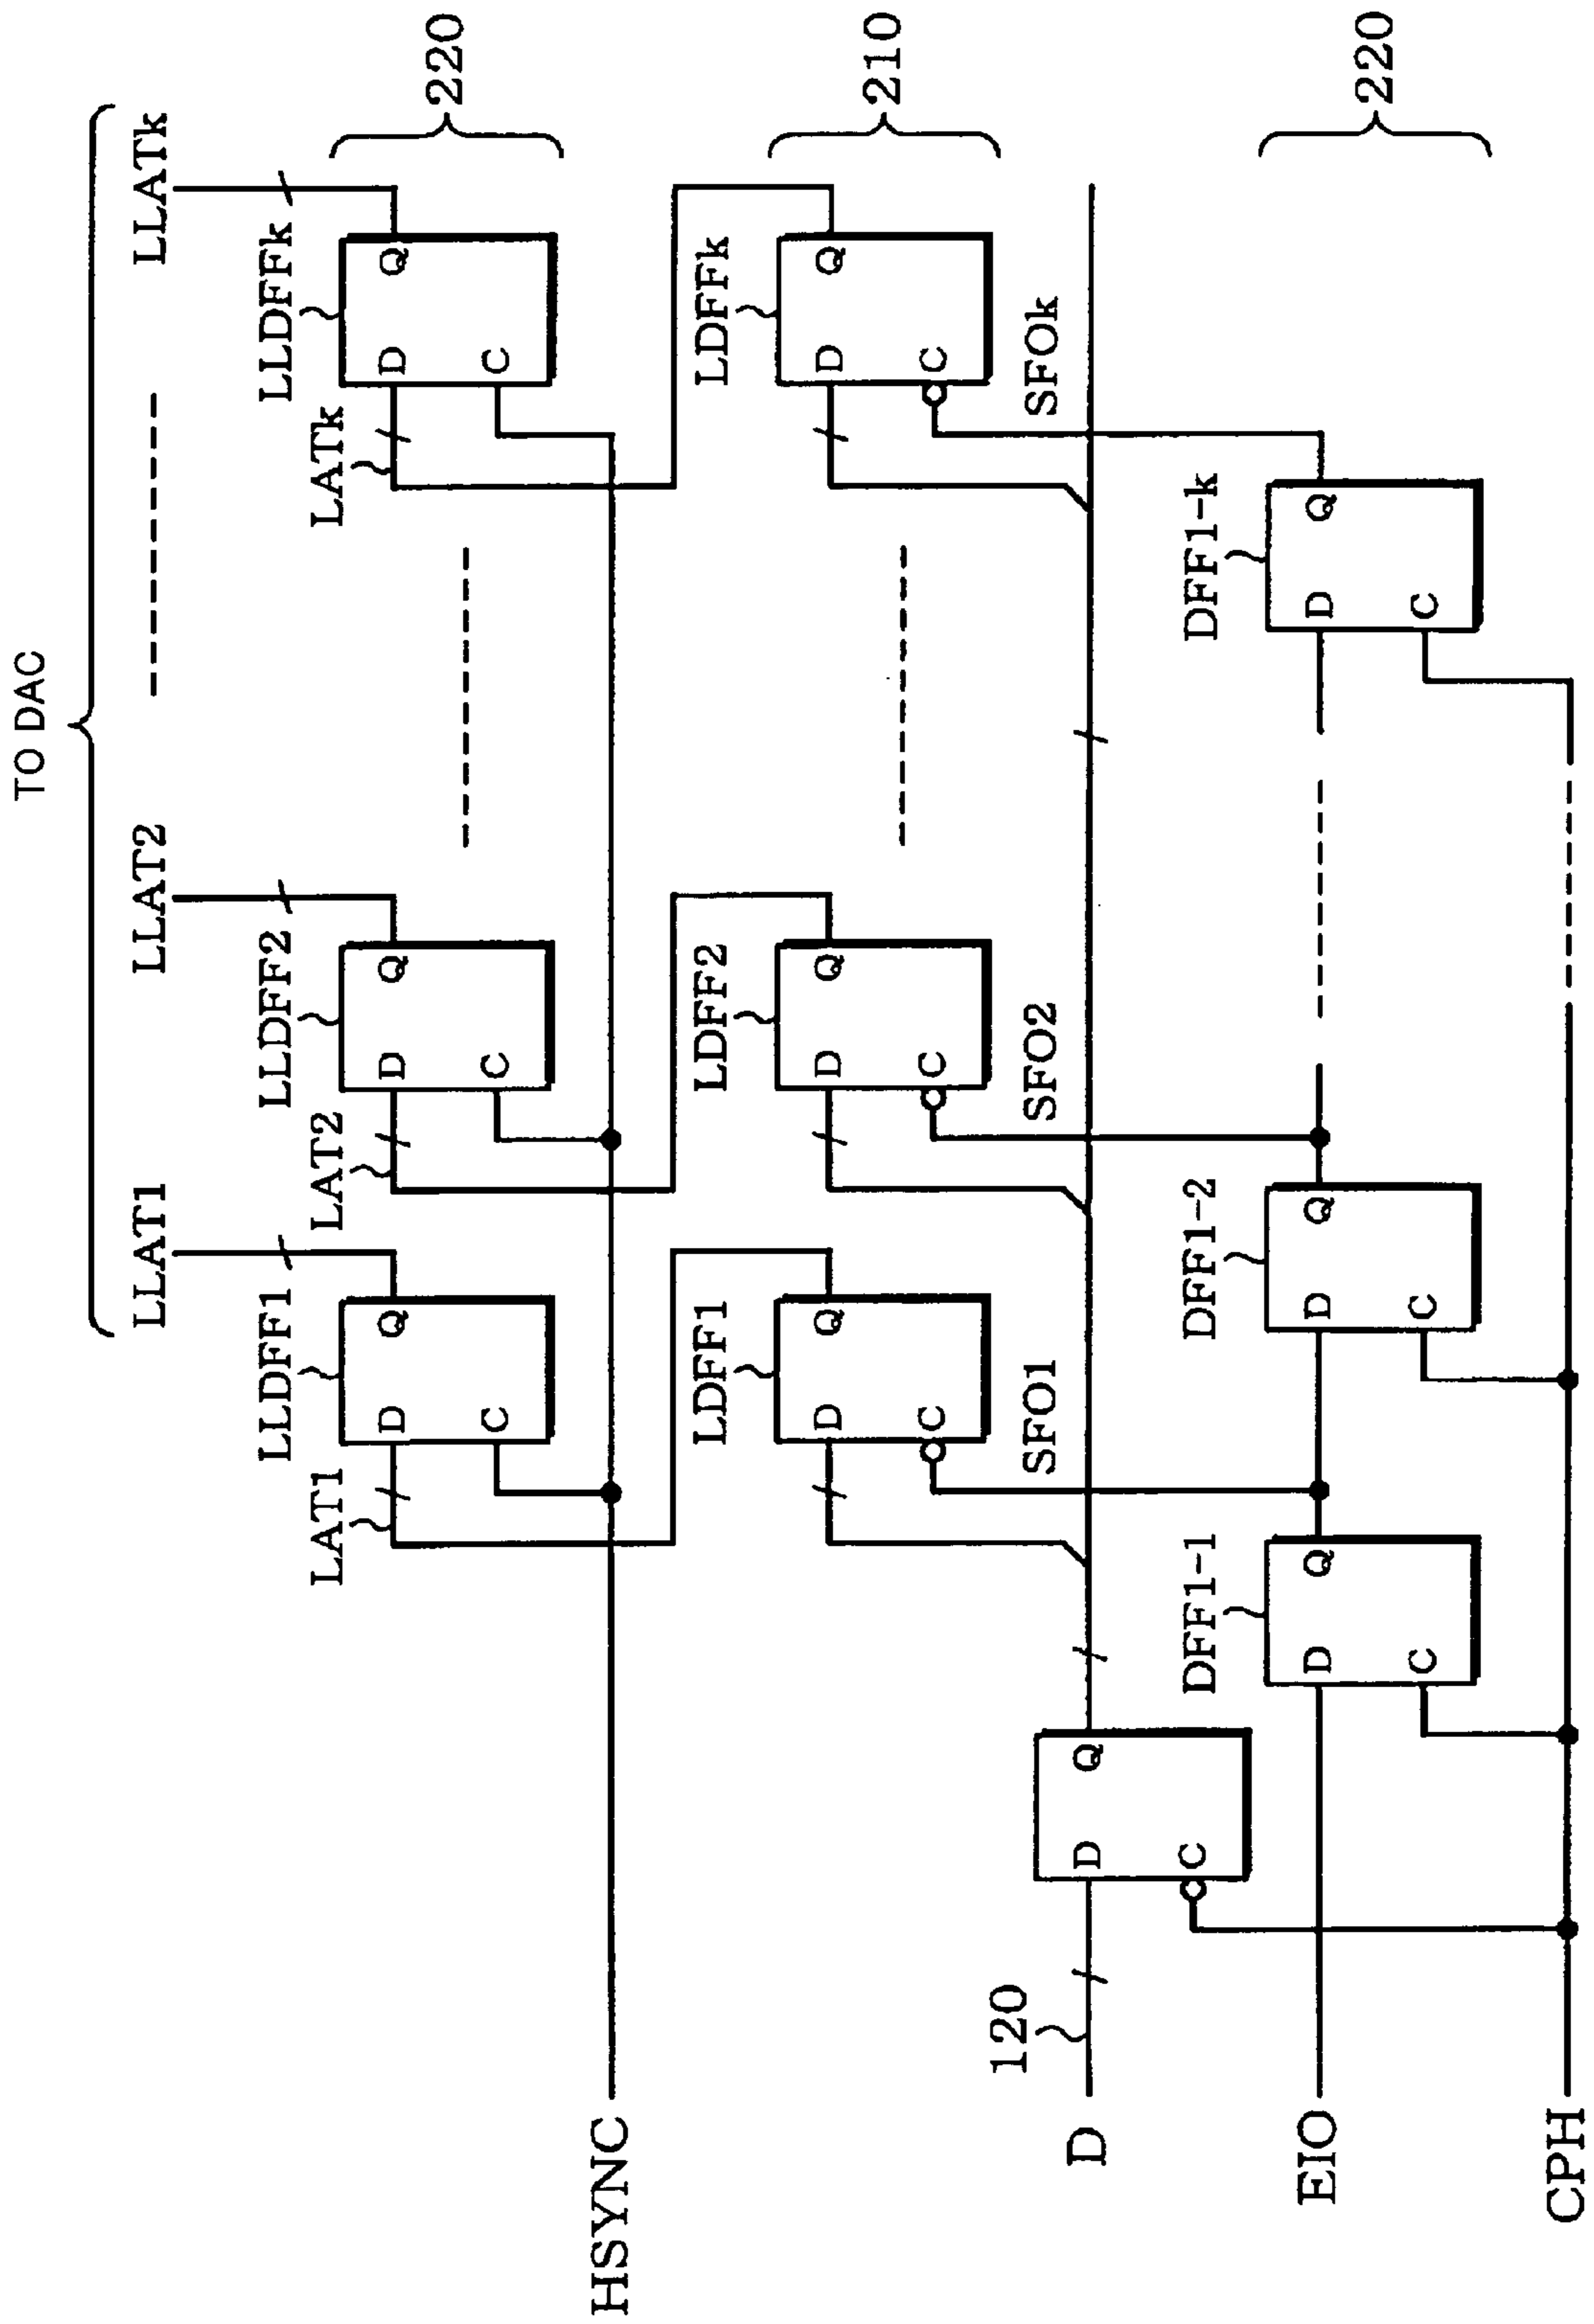 TO DAC
LLAT1
LLAT2
LLATk
LLDFF1
LLDFF2
LLDFFk
D
Q
C
D
Q
C
D
Q
C
220
LAT1
LAT2
LATk
HSYNC
LDFF1
LDFF2
LDFFk
D
Q
C
D
Q
C
D
Q
C
210
SFO1
SFO2
SFOk
120
D
D
Q
C
DFF1-1
DFF1-2
DFF1-k
EIO
D
Q
C
D
Q
C
D
Q
C
220
CPH